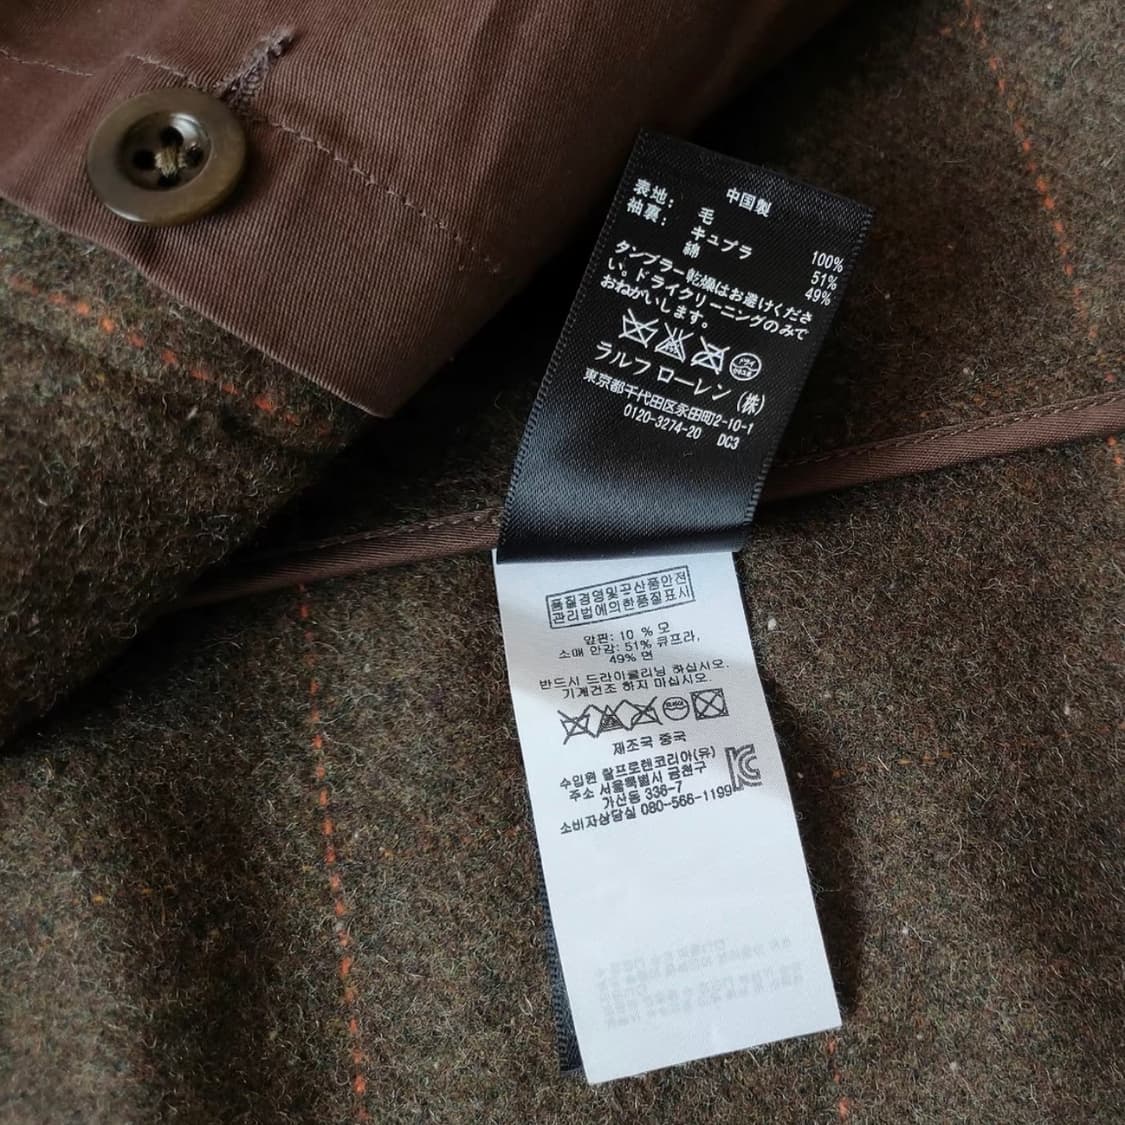 中国製
表地: 毛 100%
袖裏: キュプラ 51%
綿 49%
タンブラー乾燥はお避けくださ
い。ドライクリーニングのみで
おねがいします。
ドライ
ラルフ ローレン (株)
東京都千代田区永田町2-10-1
0120-3274-20 DC3
품질경영및공산품안전
관리법에의한품질표시
앞편: 10 % 모
소매 안감: 51% 큐프라,
49% 면
반드시 드라이클리닝 하십시오.
기계건조 하지 마십시오.
제조국 중국
수입원 랄프로렌코리아(유)
주소 서울특별시 금천구
가산동 336-7
소비자상담실 080-566-1199